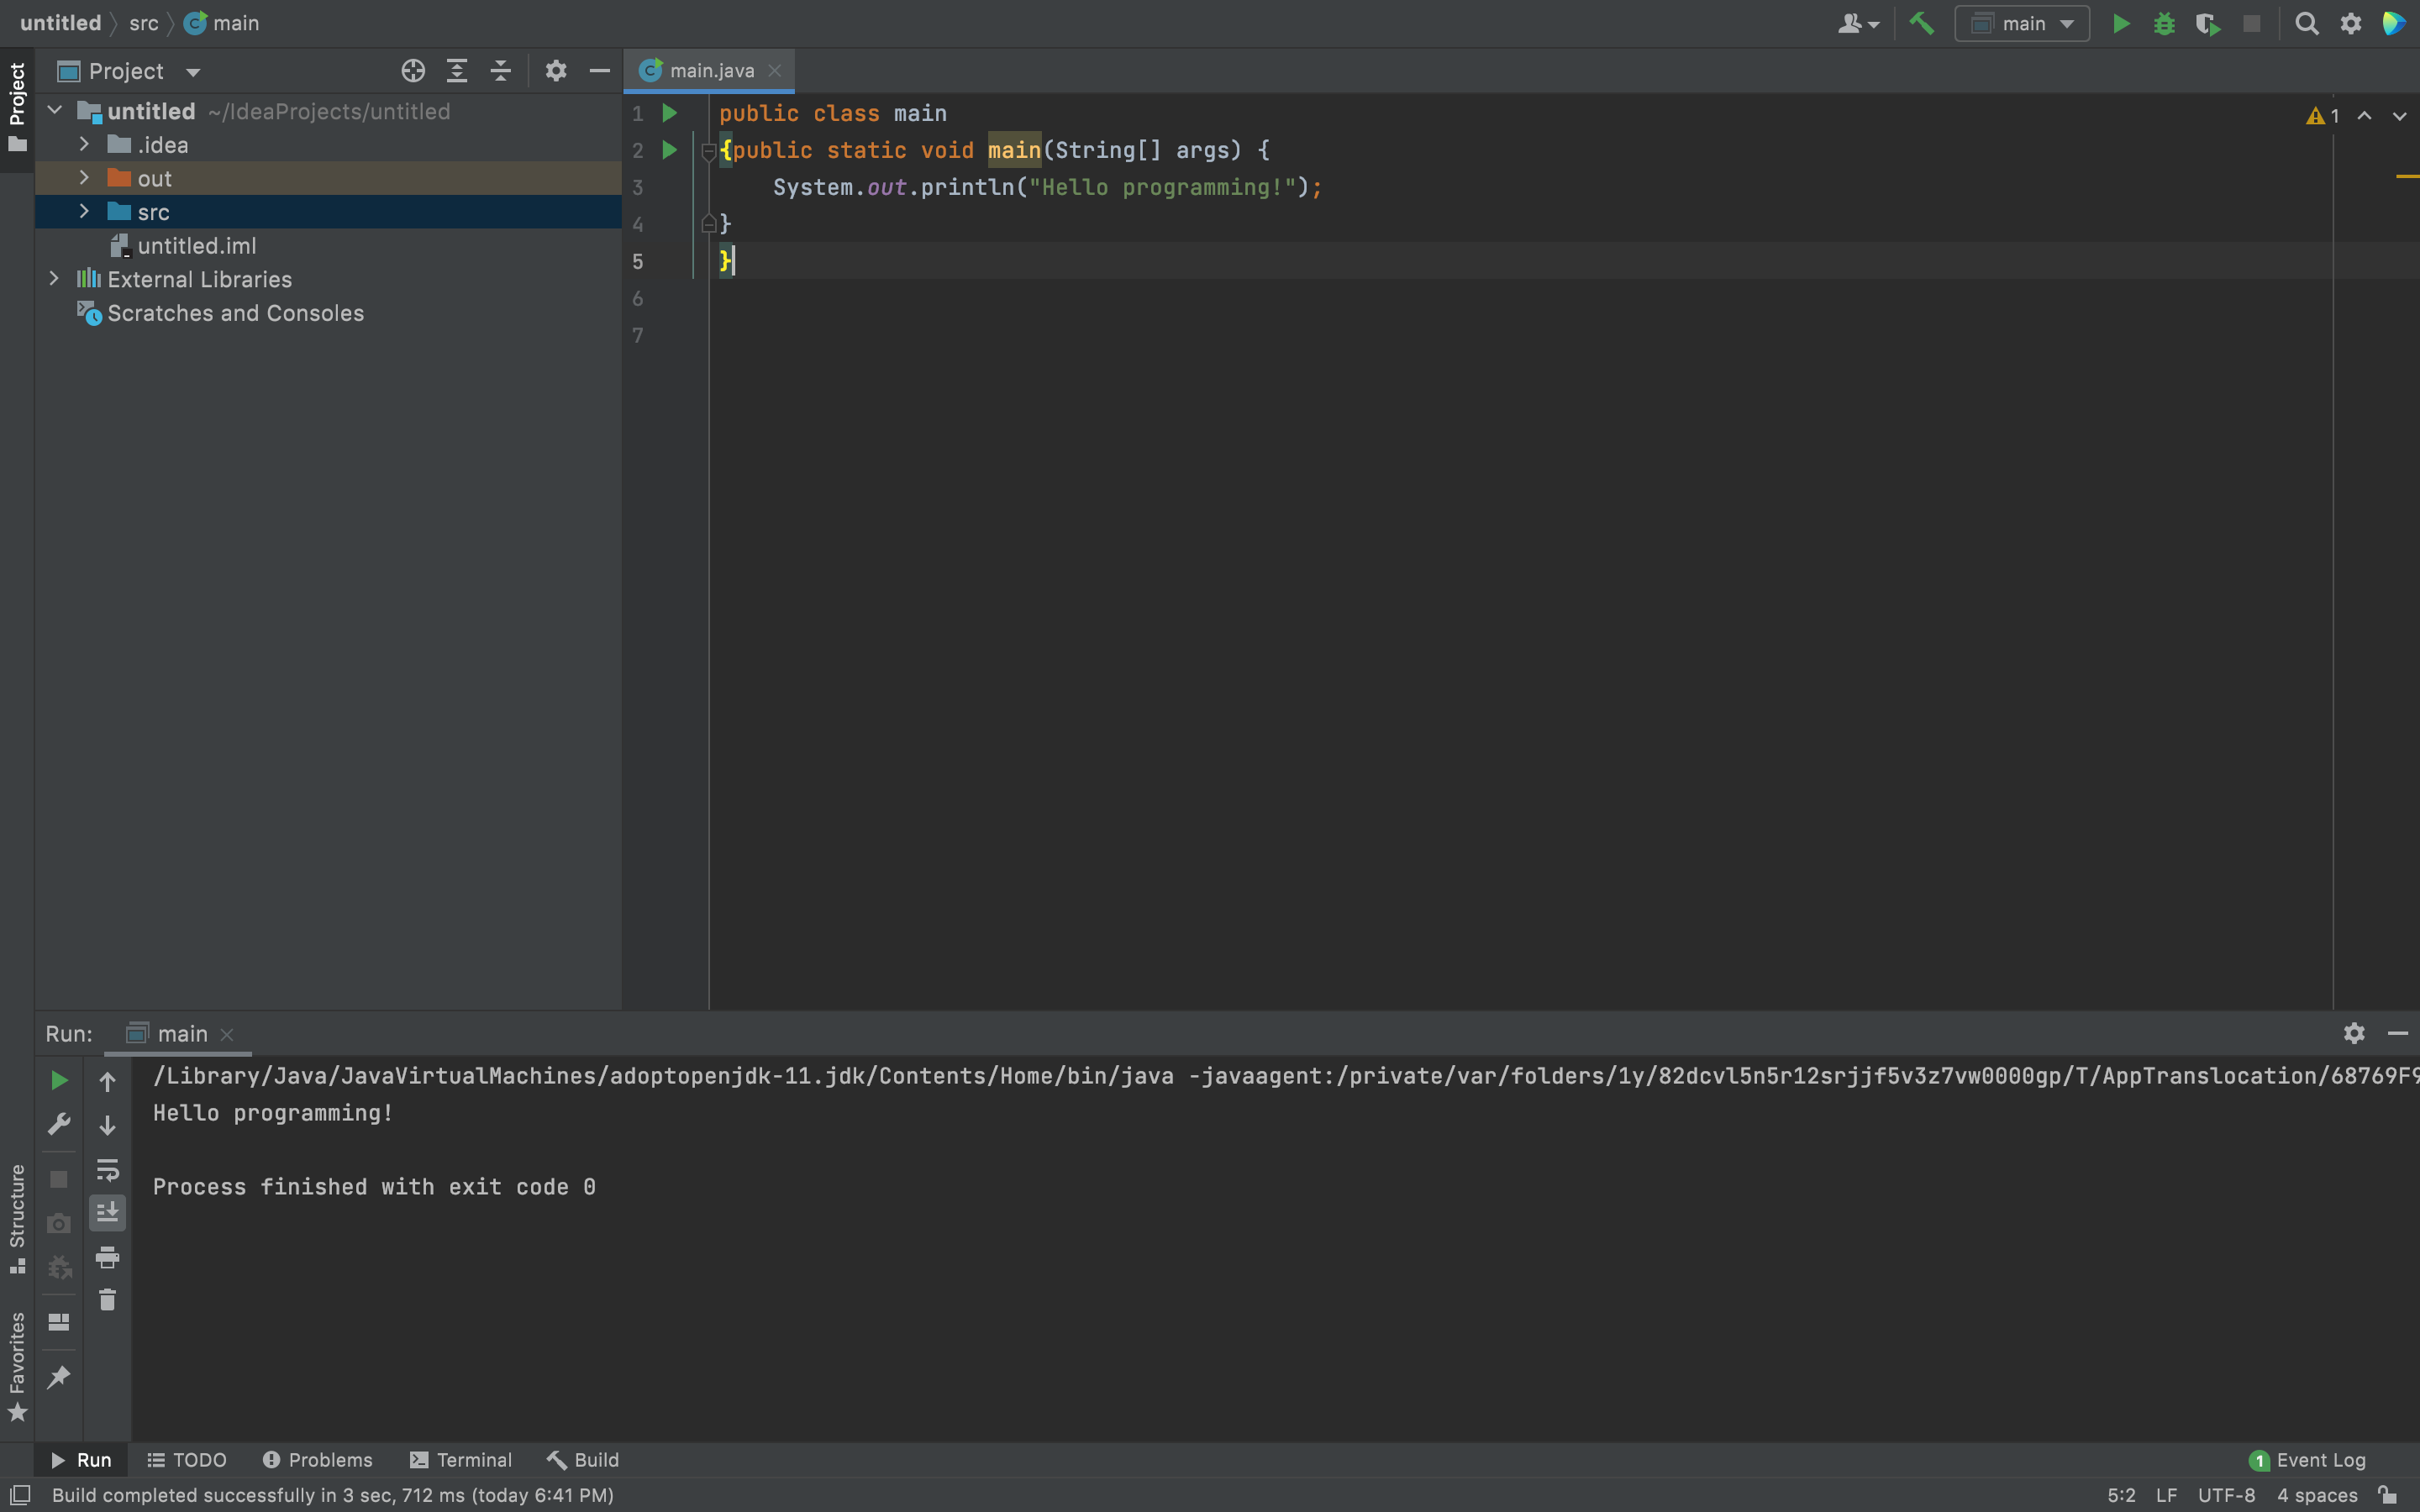 untitled src main
main
Project
Project
main.java
untitled ~/IdeaProjects/untitled
.idea
out
src
untitled.iml
External Libraries
Scratches and Consoles
1 public class main
2 {public static void main(String[] args) {
3 System.out.println("Hello programming!");
4 }
5 }
6
7
1
Run: main
/Library/Java/JavaVirtualMachines/adoptopenjdk-11.jdk/Contents/Home/bin/java -javaagent:/private/var/folders/1y/82dcvl5n5r12srjjf5v3z7vw0000gp/T/AppTranslocation/68769F9
Hello programming!
Process finished with exit code 0
Structure
Favorites
Run TODO Problems Terminal Build
1 Event Log
Build completed successfully in 3 sec, 712 ms (today 6:41 PM)
5:2 LF UTF-8 4 spaces